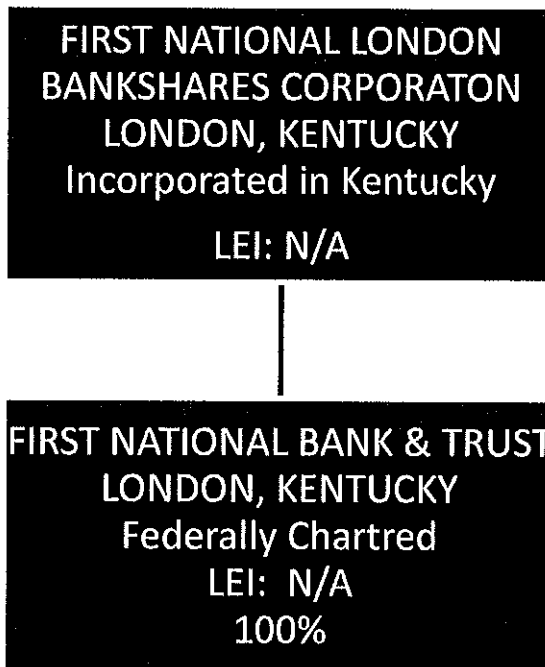 FIRST NATIONAL LONDON
BANKSHARES CORPORATON
LONDON, KENTUCKY
Incorporated in Kentucky
LEI: N/A
FIRST NATIONAL BANK & TRUST
LONDON, KENTUCKY
Federally Chartred
LEI: N/A
100%